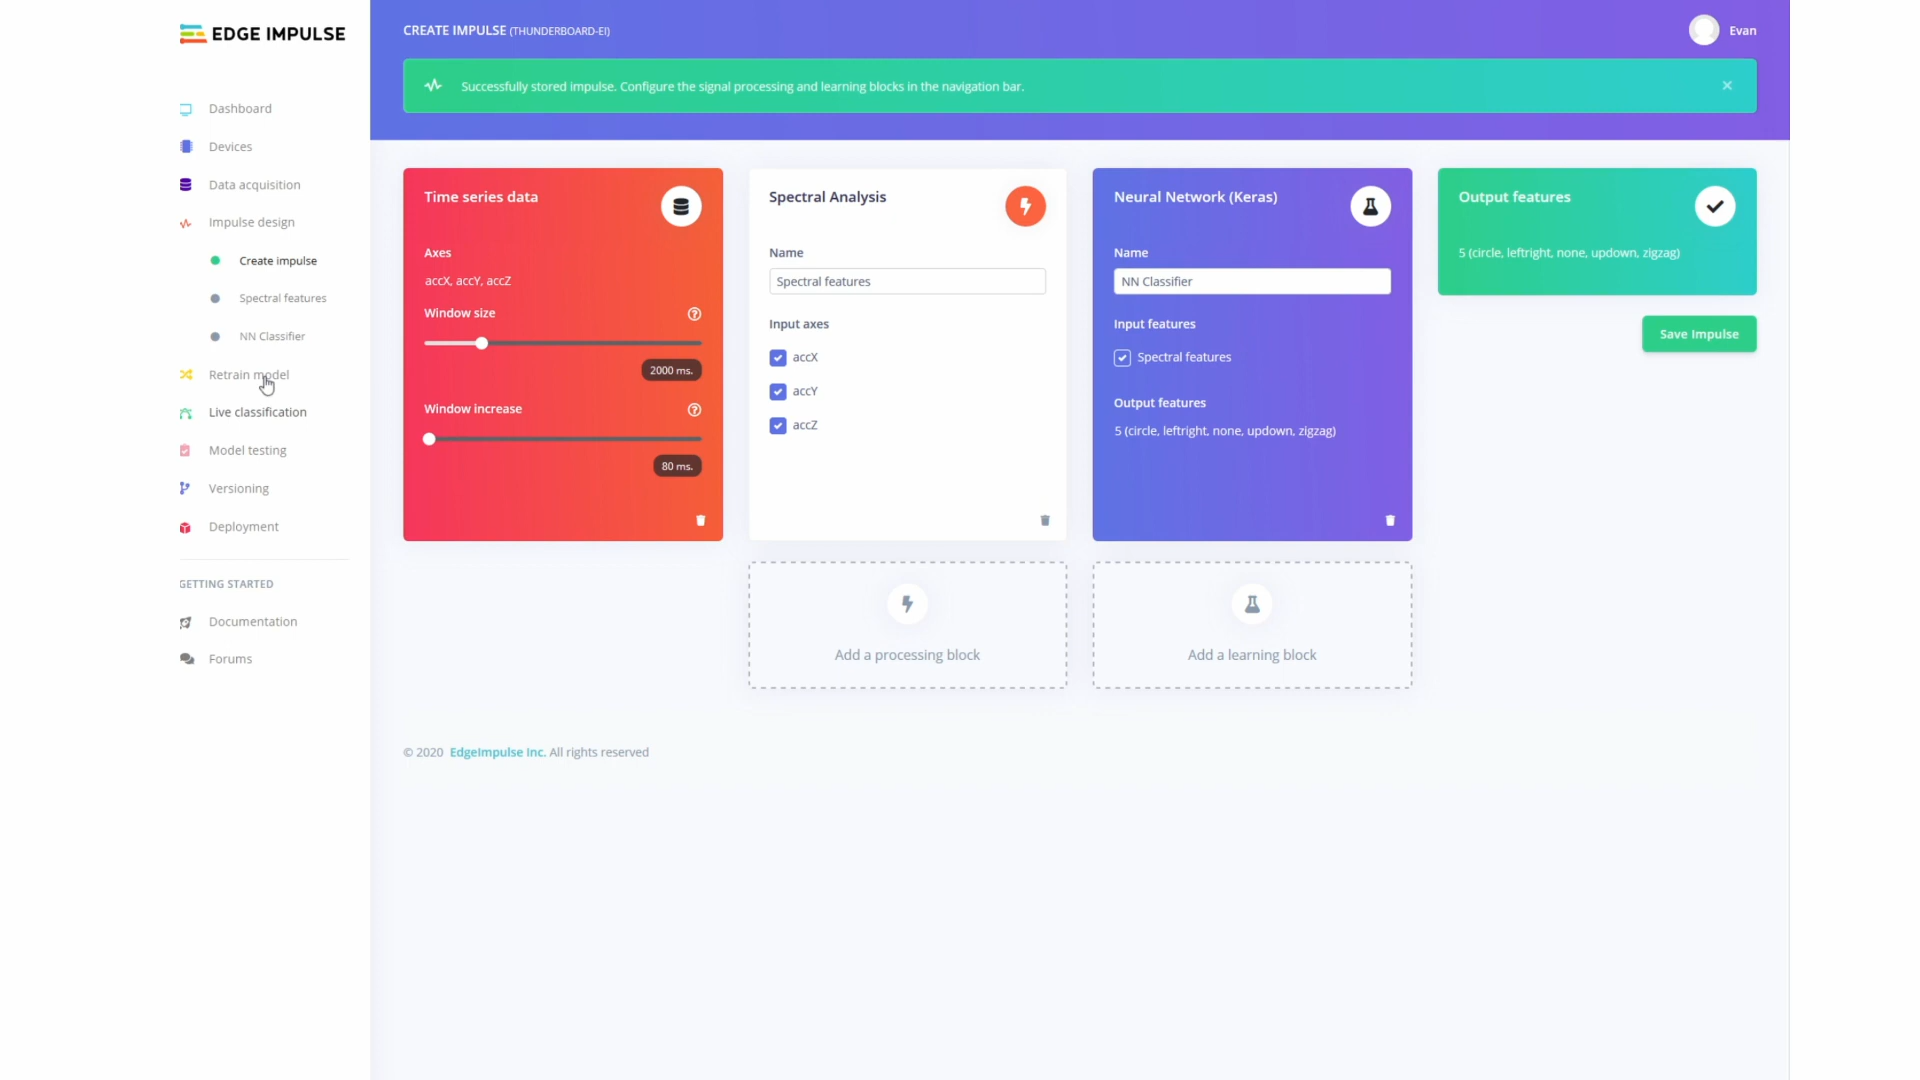 EDGE IMPULSE
Dashboard
Devices
Data acquisition
Impulse design
Create impulse
Spectral features
NN Classifier
Retrain model
Live classification
Model testing
Versioning
Deployment
GETTING STARTED
Documentation
Forums
CREATE IMPULSE (THUNDERBOARD-EI)
Evan
Successfully stored impulse. Configure the signal processing and learning blocks in the navigation bar.
×
Time series data
Axes
accX, accY, accZ
Window size
?
2000 ms.
Window increase
?
80 ms.
Spectral Analysis
Name
Spectral features
Input axes
accX
accY
accZ
Neural Network (Keras)
Name
NN Classifier
Input features
Spectral features
Output features
5 (circle, leftright, none, updown, zigzag)
Output features
5 (circle, leftright, none, updown, zigzag)
Save Impulse
Add a processing block
Add a learning block
© 2020 EdgeImpulse Inc. All rights reserved